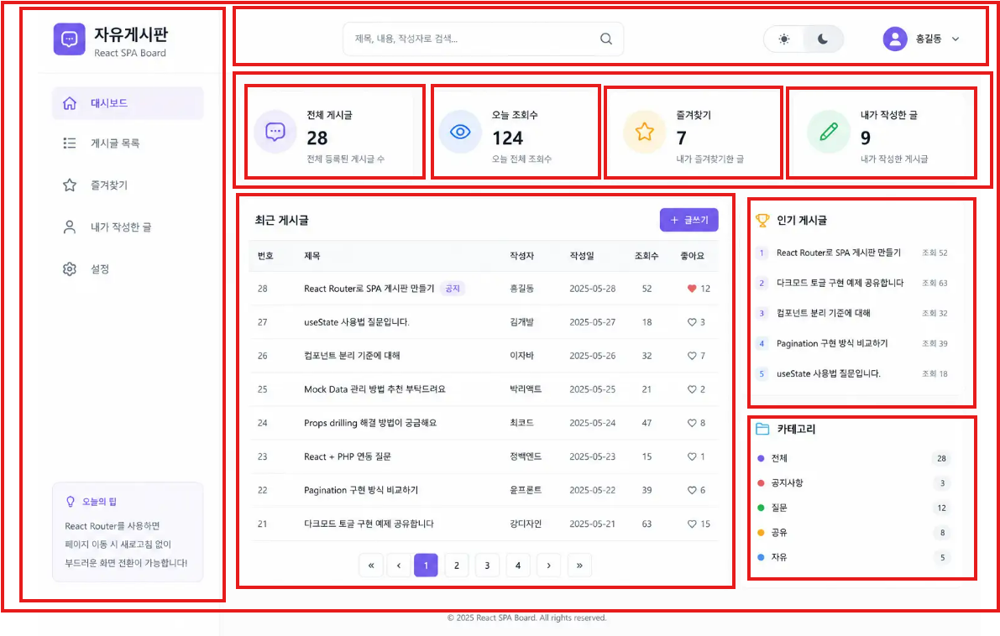 자유게시판
React SPA Board
제목, 내용, 작성자로 검색...
홍길동
대시보드
게시글 목록
즐겨찾기
내가 작성한 글
설정
오늘의 팁
React Router를 사용하면
페이지 이동 시 새로고침 없이
부드러운 화면 전환이 가능합니다!
전체 게시글
28
전체 등록된 게시글 수
오늘 조회수
124
오늘 전체 조회수
즐겨찾기
7
내가 즐겨찾기한 글
내가 작성한 글
9
내가 작성한 게시글
최근 게시글
+ 글쓰기
번호 제목 작성자 작성일 조회수 좋아요
28 React Router로 SPA 게시판 만들기 공지 홍길동 2025-05-28 52 12
27 useState 사용법 질문입니다. 김개발 2025-05-27 18 3
26 컴포넌트 분리 기준에 대해 이자바 2025-05-26 32 7
25 Mock Data 관리 방법 추천 부탁드려요 박리액트 2025-05-25 21 2
24 Props drilling 해결 방법이 궁금해요 최코드 2025-05-24 47 8
23 React + PHP 연동 질문 정백엔드 2025-05-23 15 1
22 Pagination 구현 방식 비교하기 윤프론트 2025-05-22 39 6
21 다크모드 토글 구현 예제 공유합니다 강디자인 2025-05-21 63 15
« ‹ 1 2 3 4 › »
인기 게시글
1 React Router로 SPA 게시판 만들기 조회 52
2 다크모드 토글 구현 예제 공유합니다 조회 63
3 컴포넌트 분리 기준에 대해 조회 32
4 Pagination 구현 방식 비교하기 조회 39
5 useState 사용법 질문입니다. 조회 18
카테고리
전체 28
공지사항 3
질문 12
공유 8
자유 5
© 2025 React SPA Board. All rights reserved.